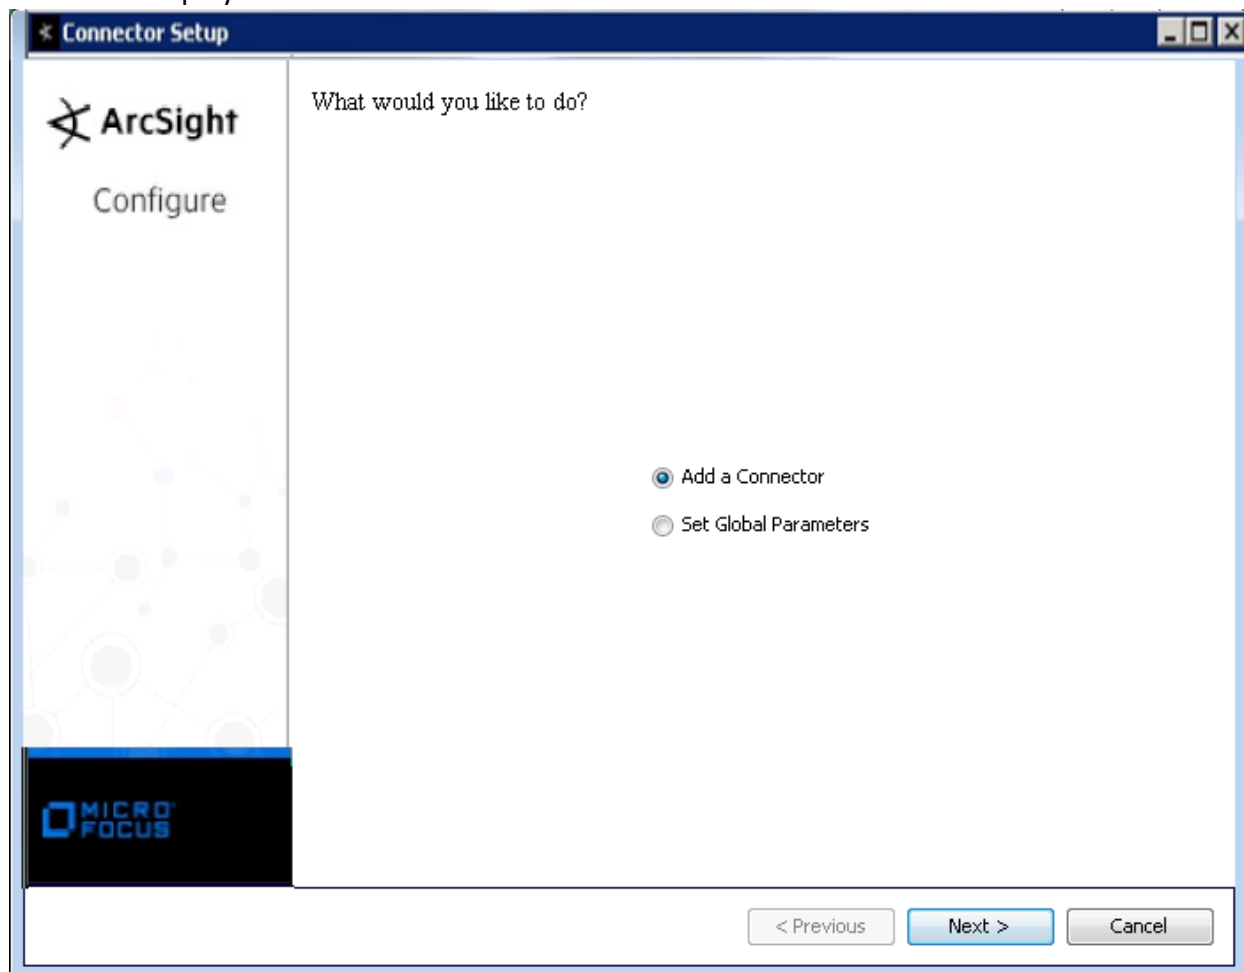 Connector Setup
ArcSight
Configure
What would you like to do?
Add a Connector
Set Global Parameters
MICRO
FOCUS
< Previous
Next >
Cancel